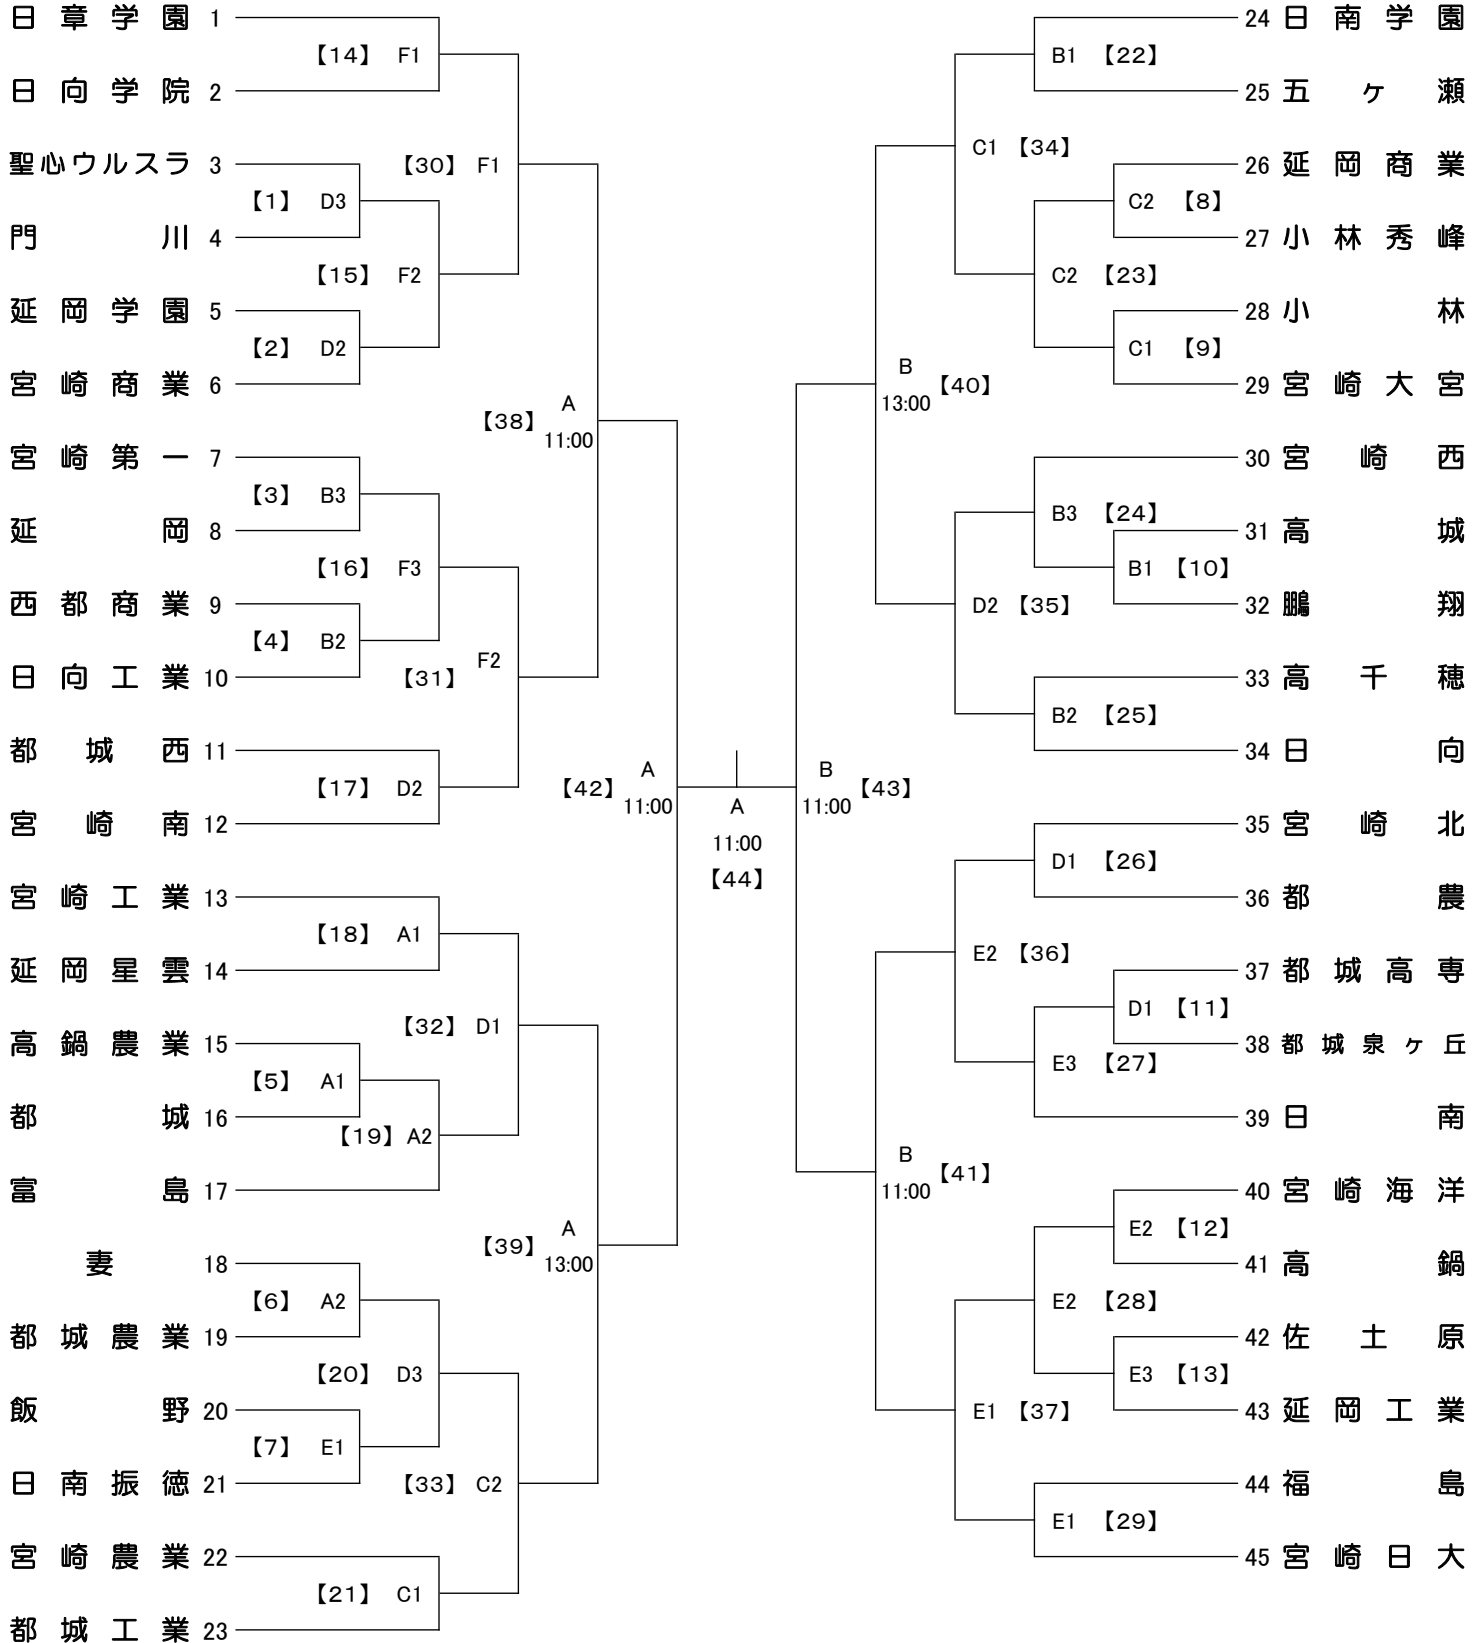 日章学園 1
【14】 F1
日向学院 2
聖心ウルスラ 3
【30】 F1
【1】 D3
門川 4
【15】 F2
延岡学園 5
【2】 D2
宮崎商業 6
A
【38】 11:00
宮崎第一 7
【3】 B3
延岡 8
【16】 F3
西都商業 9
【4】 B2
F2
日向工業 10
【31】
都城西 11
【17】 D2
A
【42】 11:00
宮崎南 12
宮崎工業 13
【18】 A1
延岡星雲 14
【32】 D1
高鍋農業 15
【5】 A1
都城 16
【19】 A2
富島 17
A
【39】 13:00
妻 18
【6】 A2
都城農業 19
【20】 D3
飯野 20
【7】 E1
日南振徳 21
【33】 C2
宮崎農業 22
【21】 C1
都城工業 23
A
11:00
【44】
24 日南学園
B1 【22】
25 五ヶ瀬
C1 【34】
26 延岡商業
C2 【8】
27 小林秀峰
C2 【23】
28 小林
C1 【9】
B
13:00 【40】
29 宮崎大宮
30 宮崎西
B3 【24】
31 高城
B1 【10】
32 鵬翔
D2 【35】
33 高千穂
B2 【25】
34 日向
B
11:00 【43】
35 宮崎北
D1 【26】
36 都農
E2 【36】
37 都城高専
D1 【11】
38 都城泉ヶ丘
E3 【27】
39 日南
B
11:00 【41】
40 宮崎海洋
E2 【12】
41 高鍋
E2 【28】
42 佐土原
E3 【13】
43 延岡工業
E1 【37】
44 福島
E1 【29】
45 宮崎日大